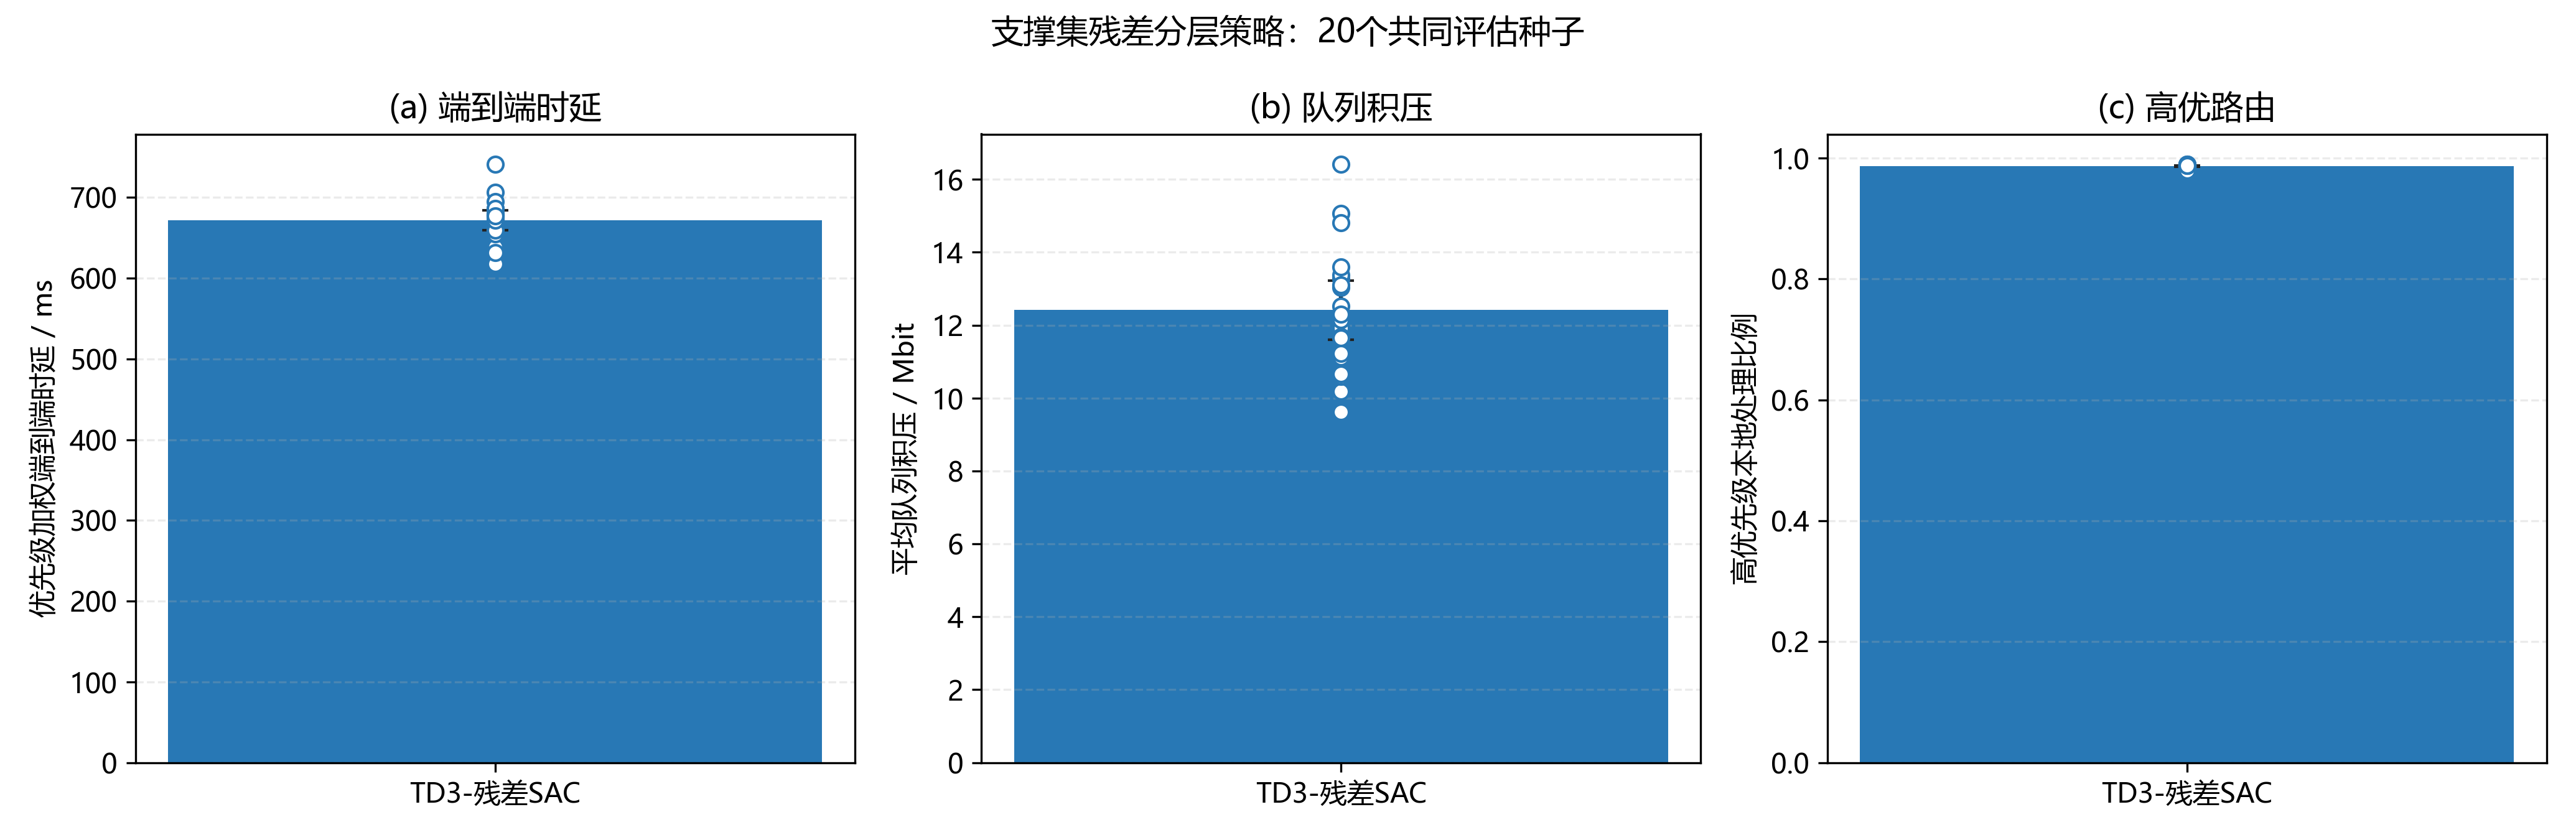 支撑集残差分层策略：20个共同评估种子
(a) 端到端时延
优先级加权端到端时延 / ms
700
600
500
400
300
200
100
0
TD3-残差SAC
(b) 队列积压
平均队列积压 / Mbit
16
14
12
10
8
6
4
2
0
TD3-残差SAC
(c) 高优路由
高优先级本地处理比例
1.0
0.8
0.6
0.4
0.2
0.0
TD3-残差SAC